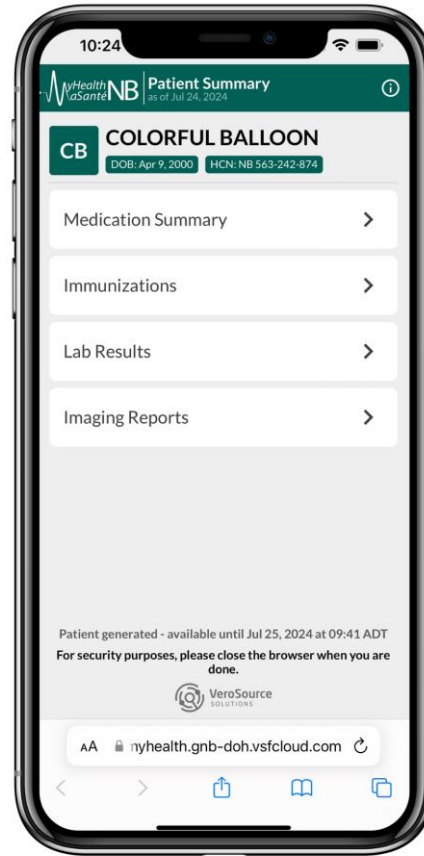 10:24
MyHealth NB Patient Summary
MaSanté as of Jul 24, 2024
CB COLORFUL BALLOON
DOB: Apr 9, 2000 HCN: NB 563-242-874
Medication Summary
Immunizations
Lab Results
Imaging Reports
Patient generated - available until Jul 25, 2024 at 09:41 ADT
For security purposes, please close the browser when you are
done.
VeroSource
SOLUTIONS
AA nyhealth.gnb-doh.vsfcloud.com